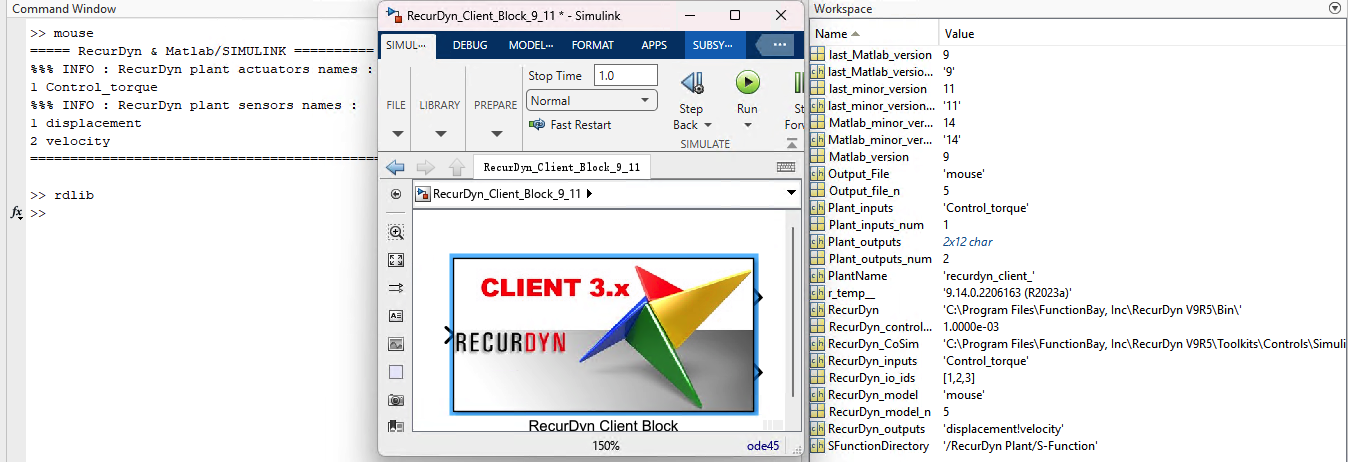 Command Window
>> mouse
===== RecurDyn & Matlab/SIMULINK ==========
%%% INFO : RecurDyn plant actuators names :
1 Control_torque
%%% INFO : RecurDyn plant sensors names :
1 displacement
2 velocity
>> rdlib
fx >>
RecurDyn_Client_Block_9_11 * - Simulink
SIMUL··· DEBUG MODEL··· FORMAT APPS SUBSY··· ···
FILE
LIBRARY
PREPARE
Stop Time 1.0
Normal
Fast Restart
Step Back
Run
St
Forw
SIMULATE
RecurDyn_Client_Block_9_11
RecurDyn_Client_Block_9_11
CLIENT 3.x
RECURDYN
RecurDyn Client Block
150% ode45
Workspace
Name Value
last_Matlab_version 9
last_Matlab_versio... '9'
last_minor_version 11
last_minor_version... '11'
Matlab_minor_ver... 14
Matlab_minor_ver... '14'
Matlab_version 9
Output_File 'mouse'
Output_file_n 5
Plant_inputs 'Control_torque'
Plant_inputs_num 1
Plant_outputs 2x12 char
Plant_outputs_num 2
PlantName 'recurdyn_client_'
r_temp__ '9.14.0.2206163 (R2023a)'
RecurDyn 'C:\Program Files\FunctionBay, Inc\RecurDyn V9R5\Bin\'
RecurDyn_control... 1.0000e-03
RecurDyn_CoSim 'C:\Program Files\FunctionBay, Inc\RecurDyn V9R5\Toolkits\Controls\Simuli
RecurDyn_inputs 'Control_torque'
RecurDyn_io_ids [1,2,3]
RecurDyn_model 'mouse'
RecurDyn_model_n 5
RecurDyn_outputs 'displacement!velocity'
SFunctionDirectory '/RecurDyn Plant/S-Function'